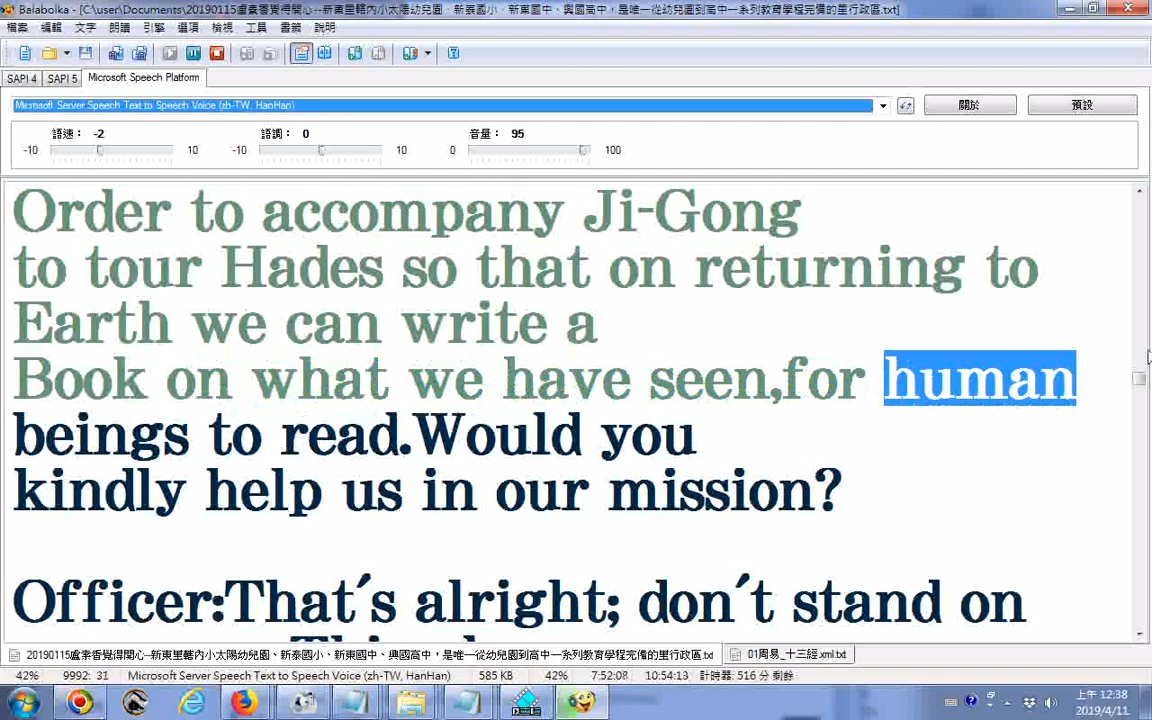 Balabolka - [C:\user\Documents\20190115盧素香覺得開心--新東里轄內小太陽幼兒園、新泰國小、新東國中、興國高中，是唯一從幼兒園到高中一系列教育學程完備的里行政區.txt]
檔案 編輯 文字 朗讀 引擎 選項 檢視 工具 書籤 說明
SAPI 4 SAPI 5 Microsoft Speech Platform
Microsoft Server Speech Text to Speech Voice (zh-TW, HanHan) 關於 預設
語速： -2 語調： 0 音量： 95
-10 10 -10 10 0 100
Order to accompany Ji-Gong
to tour Hades so that on returning to
Earth we can write a
Book on what we have seen,for human
beings to read.Would you
kindly help us in our mission?
Officer:That's alright; don't stand on
20190115盧素香覺得開心--新東里轄內小太陽幼兒園、新泰國小、新東國中、興國高中，是唯一從幼兒園到高中一系列教育學程完備的里行政區.txt 01周易_十三經.xml.txt
42% 9992: 31 Microsoft Server Speech Text to Speech Voice (zh-TW, HanHan) 585 KB 42% 7:52:08 10:54:13 計時器： 516 分 剩餘
上午 12:38
2019/4/11